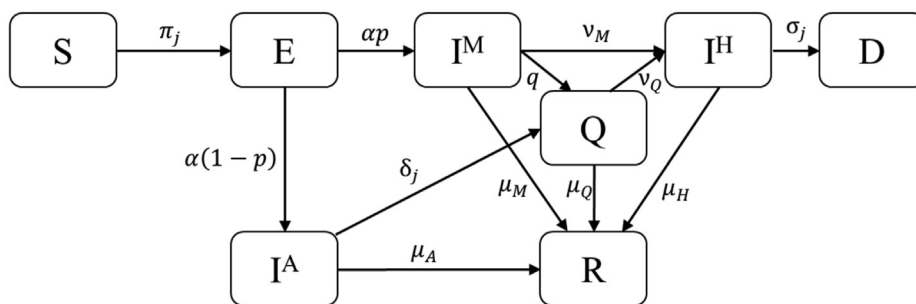 S π_j E αp I^M ν_M I^H σ_j D
q ν_Q
Q
α(1 − p) δ_j μ_M μ_Q μ_H
I^A μ_A R